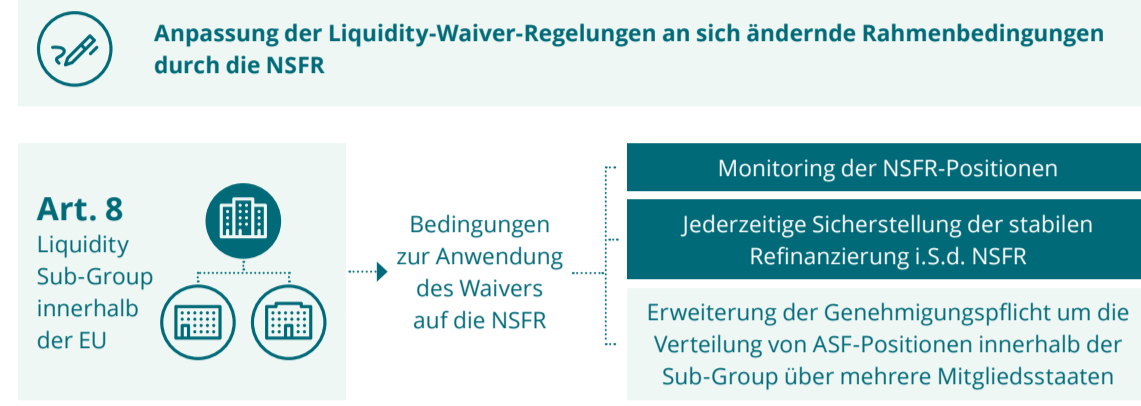 Anpassung der Liquidity-Waiver-Regelungen an sich ändernde Rahmenbedingungen
durch die NSFR
Art. 8
Liquidity
Sub-Group
innerhalb
der EU
Bedingungen
zur Anwendung
des Waivers
auf die NSFR
Monitoring der NSFR-Positionen
Jederzeitige Sicherstellung der stabilen
Refinanzierung i.S.d. NSFR
Erweiterung der Genehmigungspflicht um die
Verteilung von ASF-Positionen innerhalb der
Sub-Group über mehrere Mitgliedsstaaten